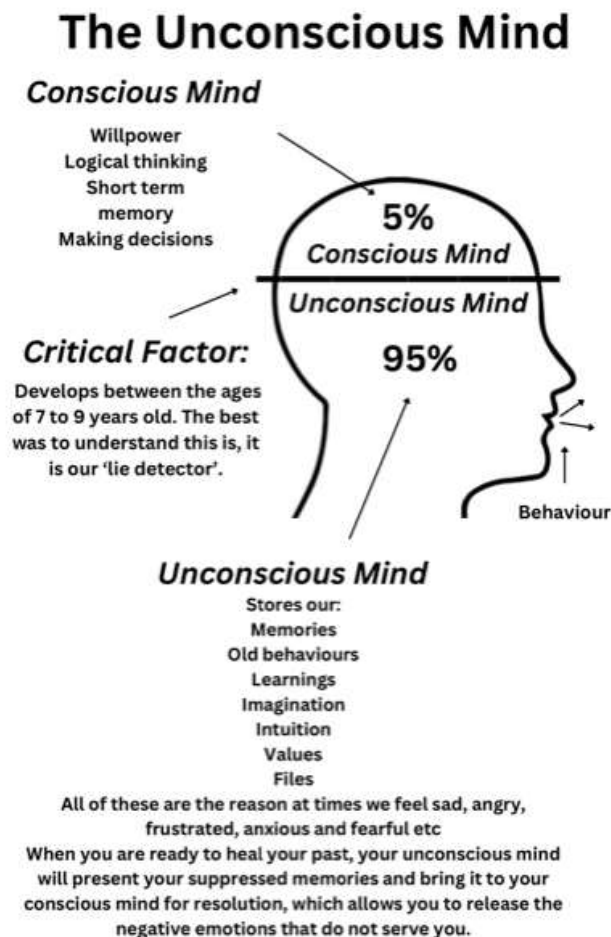 The Unconscious Mind
Conscious Mind
Willpower
Logical thinking
Short term
memory
Making decisions
5%
Conscious Mind
Unconscious Mind
95%
Critical Factor:
Develops between the ages
of 7 to 9 years old. The best
was to understand this is, it
is our ‘lie detector’.
Behaviour
Unconscious Mind
Stores our:
Memories
Old behaviours
Learnings
Imagination
Intuition
Values
Files
All of these are the reason at times we feel sad, angry,
frustrated, anxious and fearful etc
When you are ready to heal your past, your unconscious mind
will present your suppressed memories and bring it to your
conscious mind for resolution, which allows you to release the
negative emotions that do not serve you.